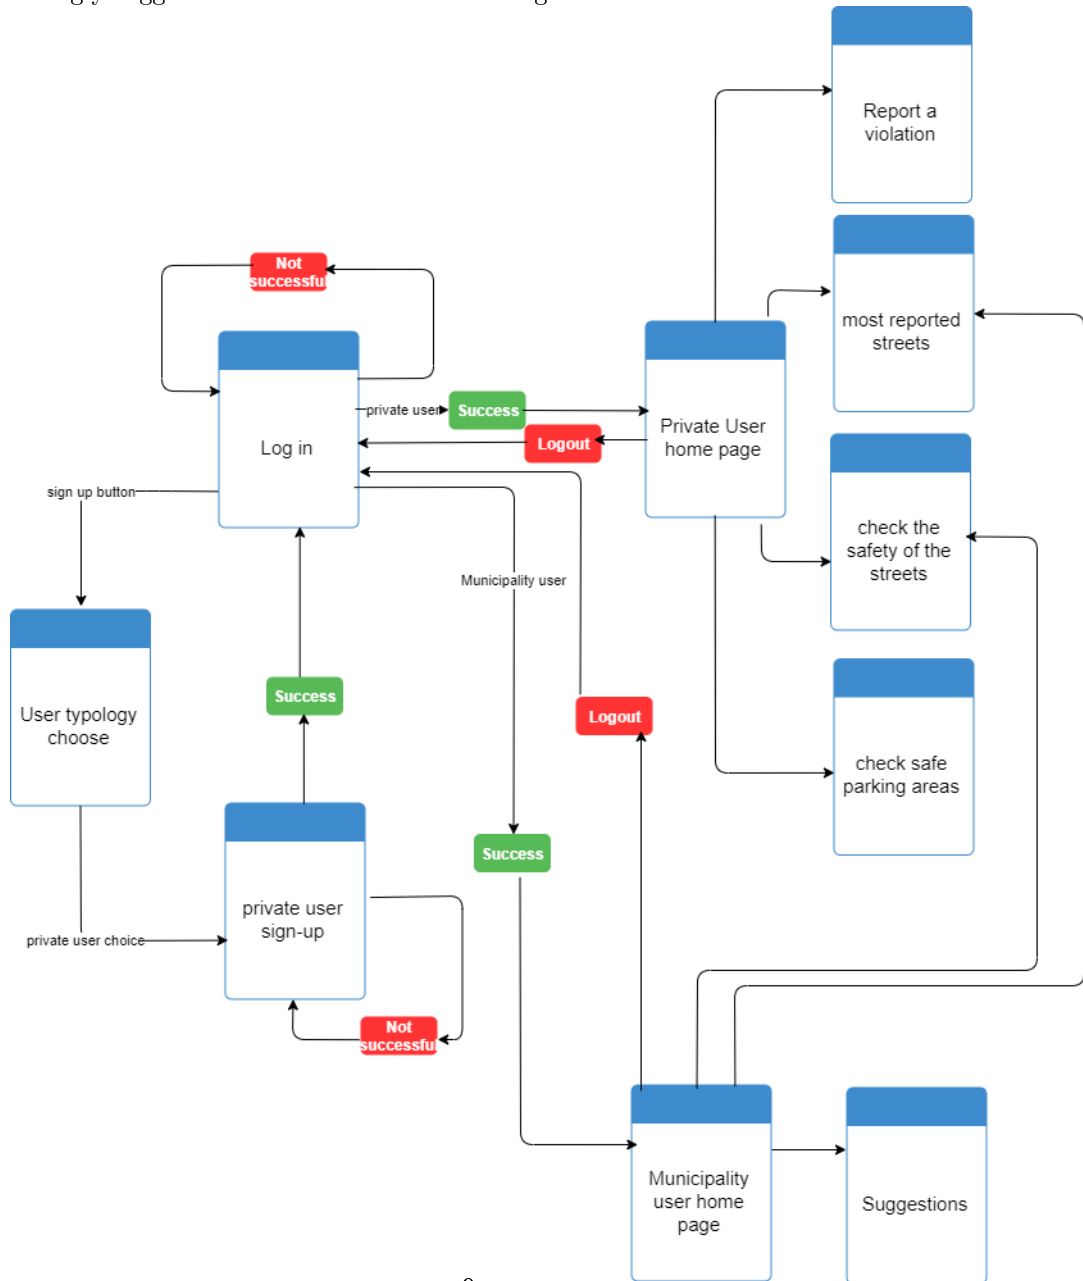 Report a
violation
Not
successful
most reported
streets
private user
Success
Logout
Private User
home page
Log in
sign up button
check the
safety of the
streets
Municipality user
Success
Logout
User typology
choose
check safe
parking areas
Success
private user
sign-up
private user choice
Not
successful
Municipality
user home
page
Suggestions